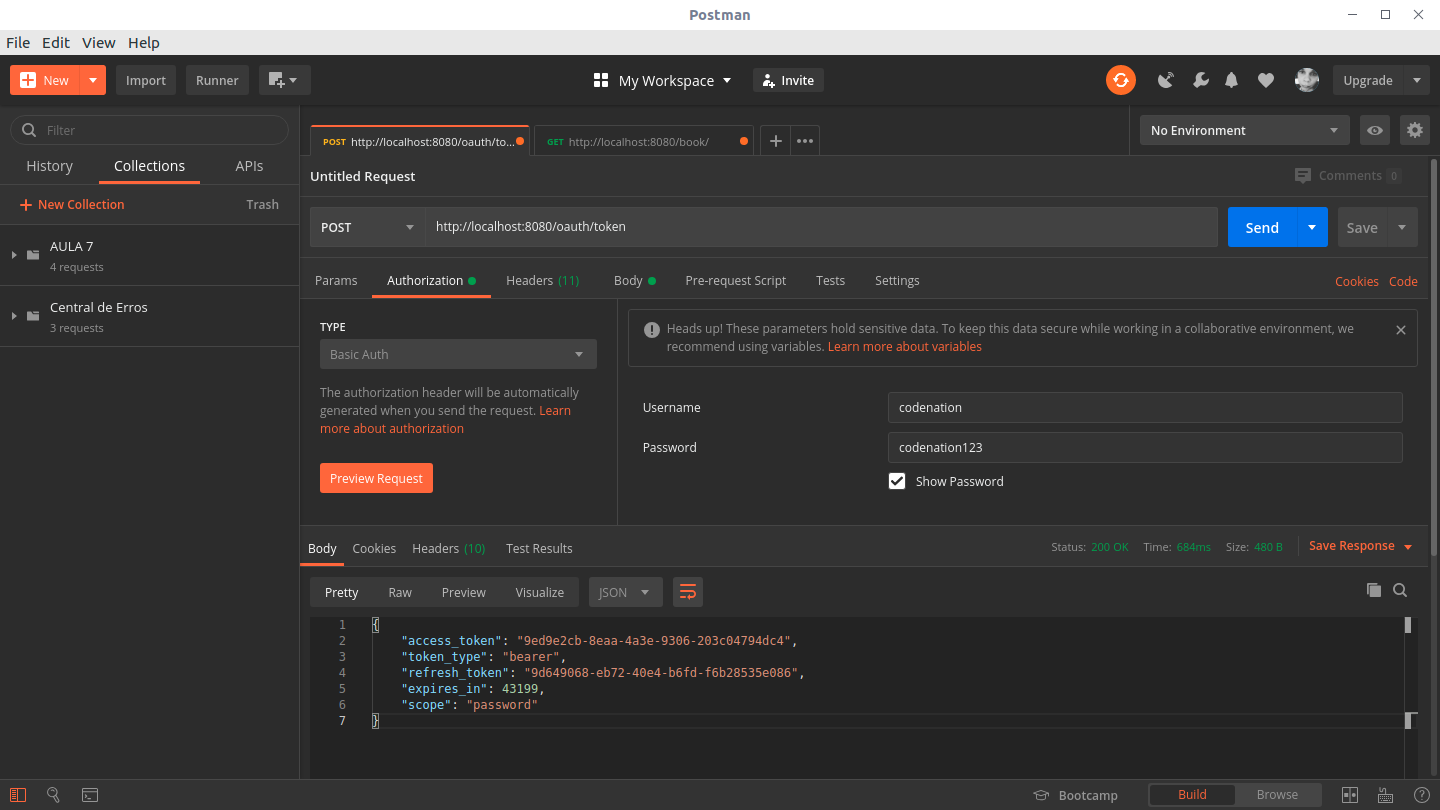 Postman
File Edit View Help
New Import Runner My Workspace Invite Upgrade
Filter
History Collections APIs
New Collection Trash
AULA 7
4 requests
Central de Erros
3 requests
POST http://localhost:8080/oauth/to... GET http://localhost:8080/book/ No Environment
Untitled Request Comments 0
POST http://localhost:8080/oauth/token Send Save
Params Authorization Headers (11) Body Pre-request Script Tests Settings Cookies Code
TYPE
Basic Auth
The authorization header will be automatically
generated when you send the request. Learn
more about authorization
Preview Request
Heads up! These parameters hold sensitive data. To keep this data secure while working in a collaborative environment, we
recommend using variables. Learn more about variables
Username codenation
Password codenation123
Show Password
Body Cookies Headers (10) Test Results Status: 200 OK Time: 684ms Size: 480 B Save Response
Pretty Raw Preview Visualize JSON
1 {
2 "access_token": "9ed9e2cb-8eaa-4a3e-9306-203c04794dc4",
3 "token_type": "bearer",
4 "refresh_token": "9d649068-eb72-40e4-b6fd-f6b28535e086",
5 "expires_in": 43199,
6 "scope": "password"
7 }
Bootcamp Build Browse